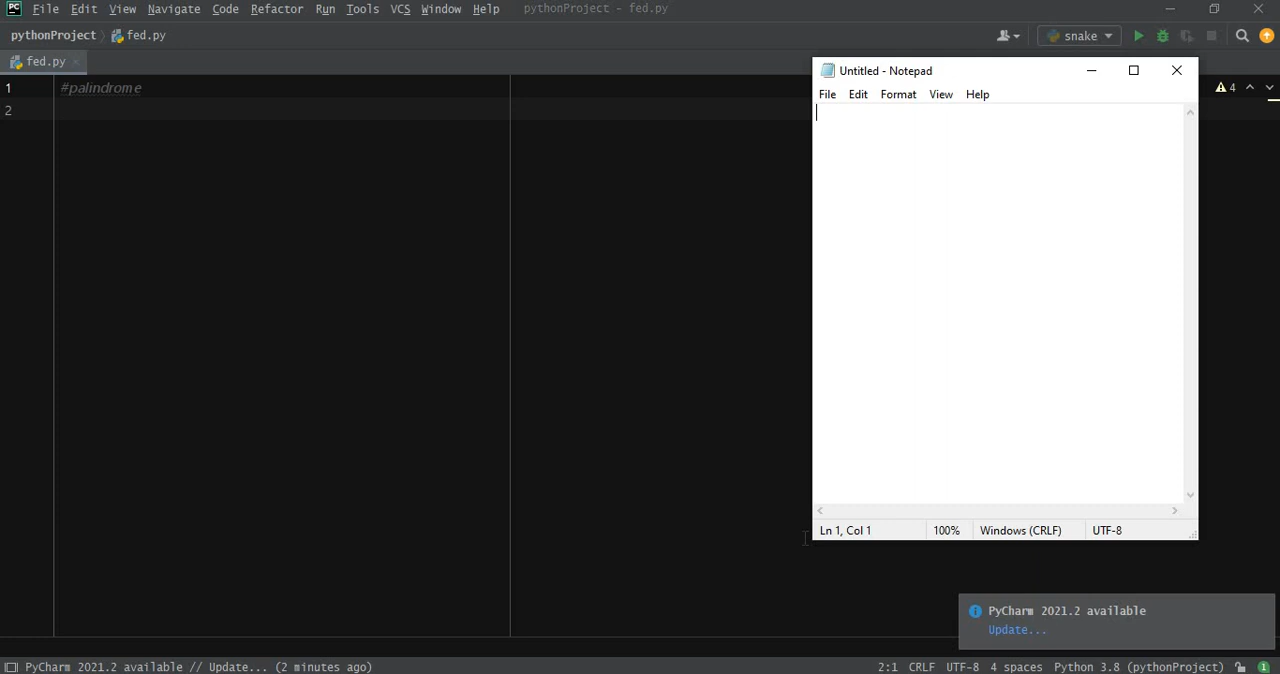 PC File Edit View Navigate Code Refactor Run Tools VCS Window Help pythonProject - fed.py
pythonProject fed.py snake
fed.py
1 #palindrome
2
4
Untitled - Notepad
File Edit Format View Help
Ln 1, Col 1 100% Windows (CRLF) UTF-8
PyCharm 2021.2 available
Update...
PyCharm 2021.2 available // Update... (2 minutes ago) 2:1 CRLF UTF-8 4 spaces Python 3.8 (pythonProject) 1